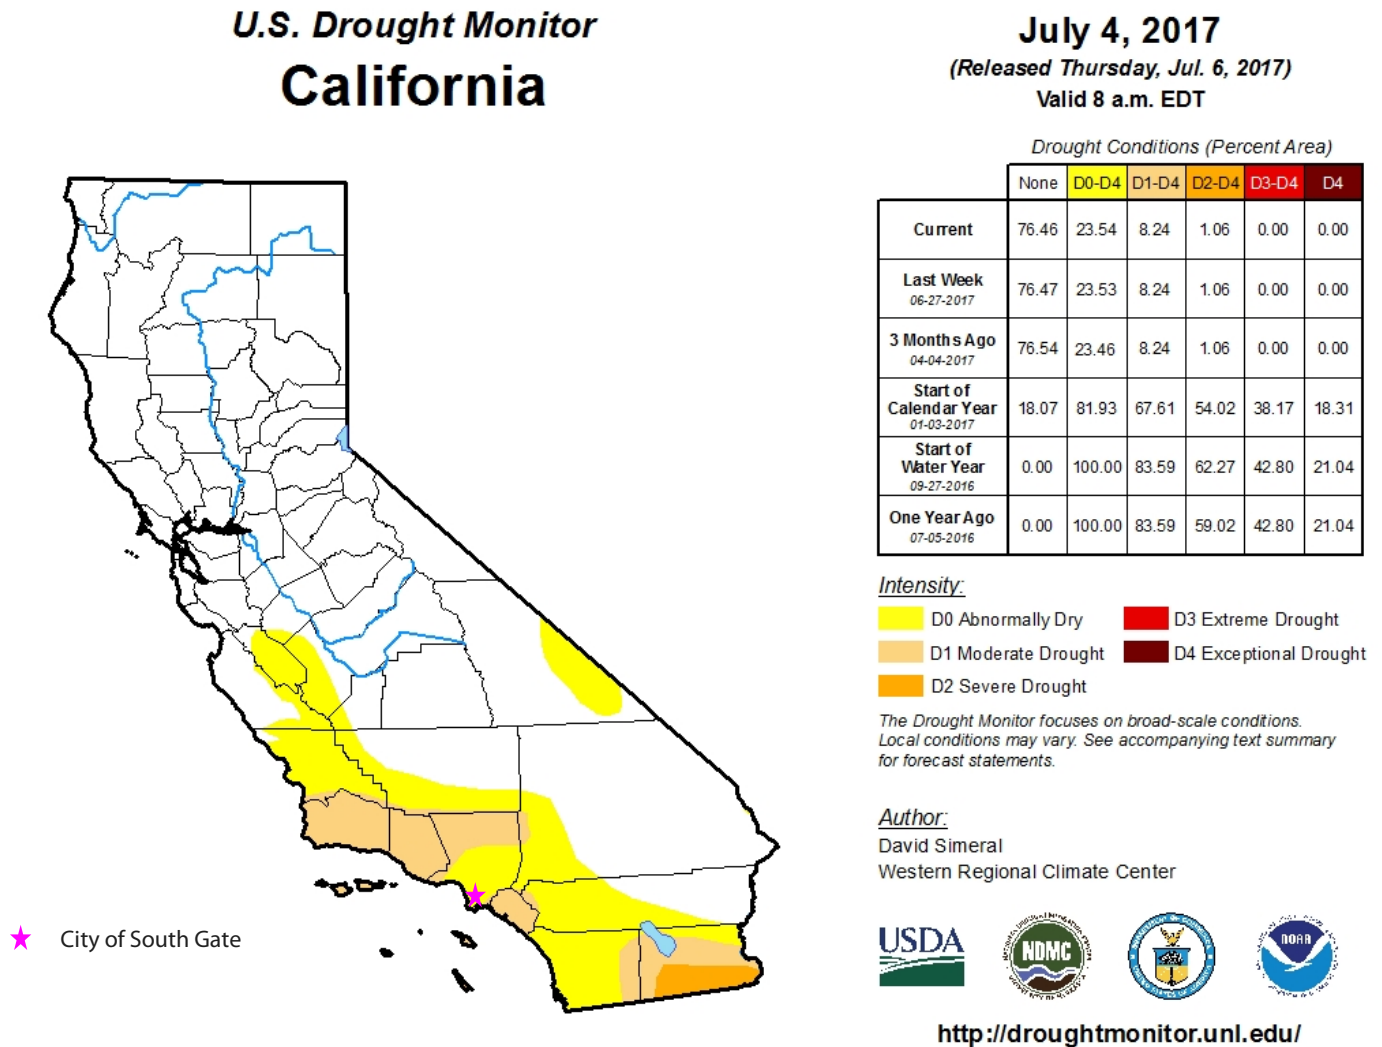 U.S. Drought Monitor
California
July 4, 2017
(Released Thursday, Jul. 6, 2017)
Valid 8 a.m. EDT
Drought Conditions (Percent Area)
None D0-D4 D1-D4 D2-D4 D3-D4 D4
Current 76.46 23.54 8.24 1.06 0.00 0.00
Last Week
06-27-2017
76.47 23.53 8.24 1.06 0.00 0.00
3 Months Ago
04-04-2017
76.54 23.46 8.24 1.06 0.00 0.00
Start of
Calendar Year
01-03-2017
18.07 81.93 67.61 54.02 38.17 18.31
Start of
Water Year
09-27-2016
0.00 100.00 83.59 62.27 42.80 21.04
One Year Ago
07-05-2016
0.00 100.00 83.59 59.02 42.80 21.04
Intensity:
D0 Abnormally Dry
D1 Moderate Drought
D2 Severe Drought
D3 Extreme Drought
D4 Exceptional Drought
The Drought Monitor focuses on broad-scale conditions.
Local conditions may vary. See accompanying text summary
for forecast statements.
Author:
David Simeral
Western Regional Climate Center
City of South Gate
USDA
NDMC
NOAA
http://droughtmonitor.unl.edu/